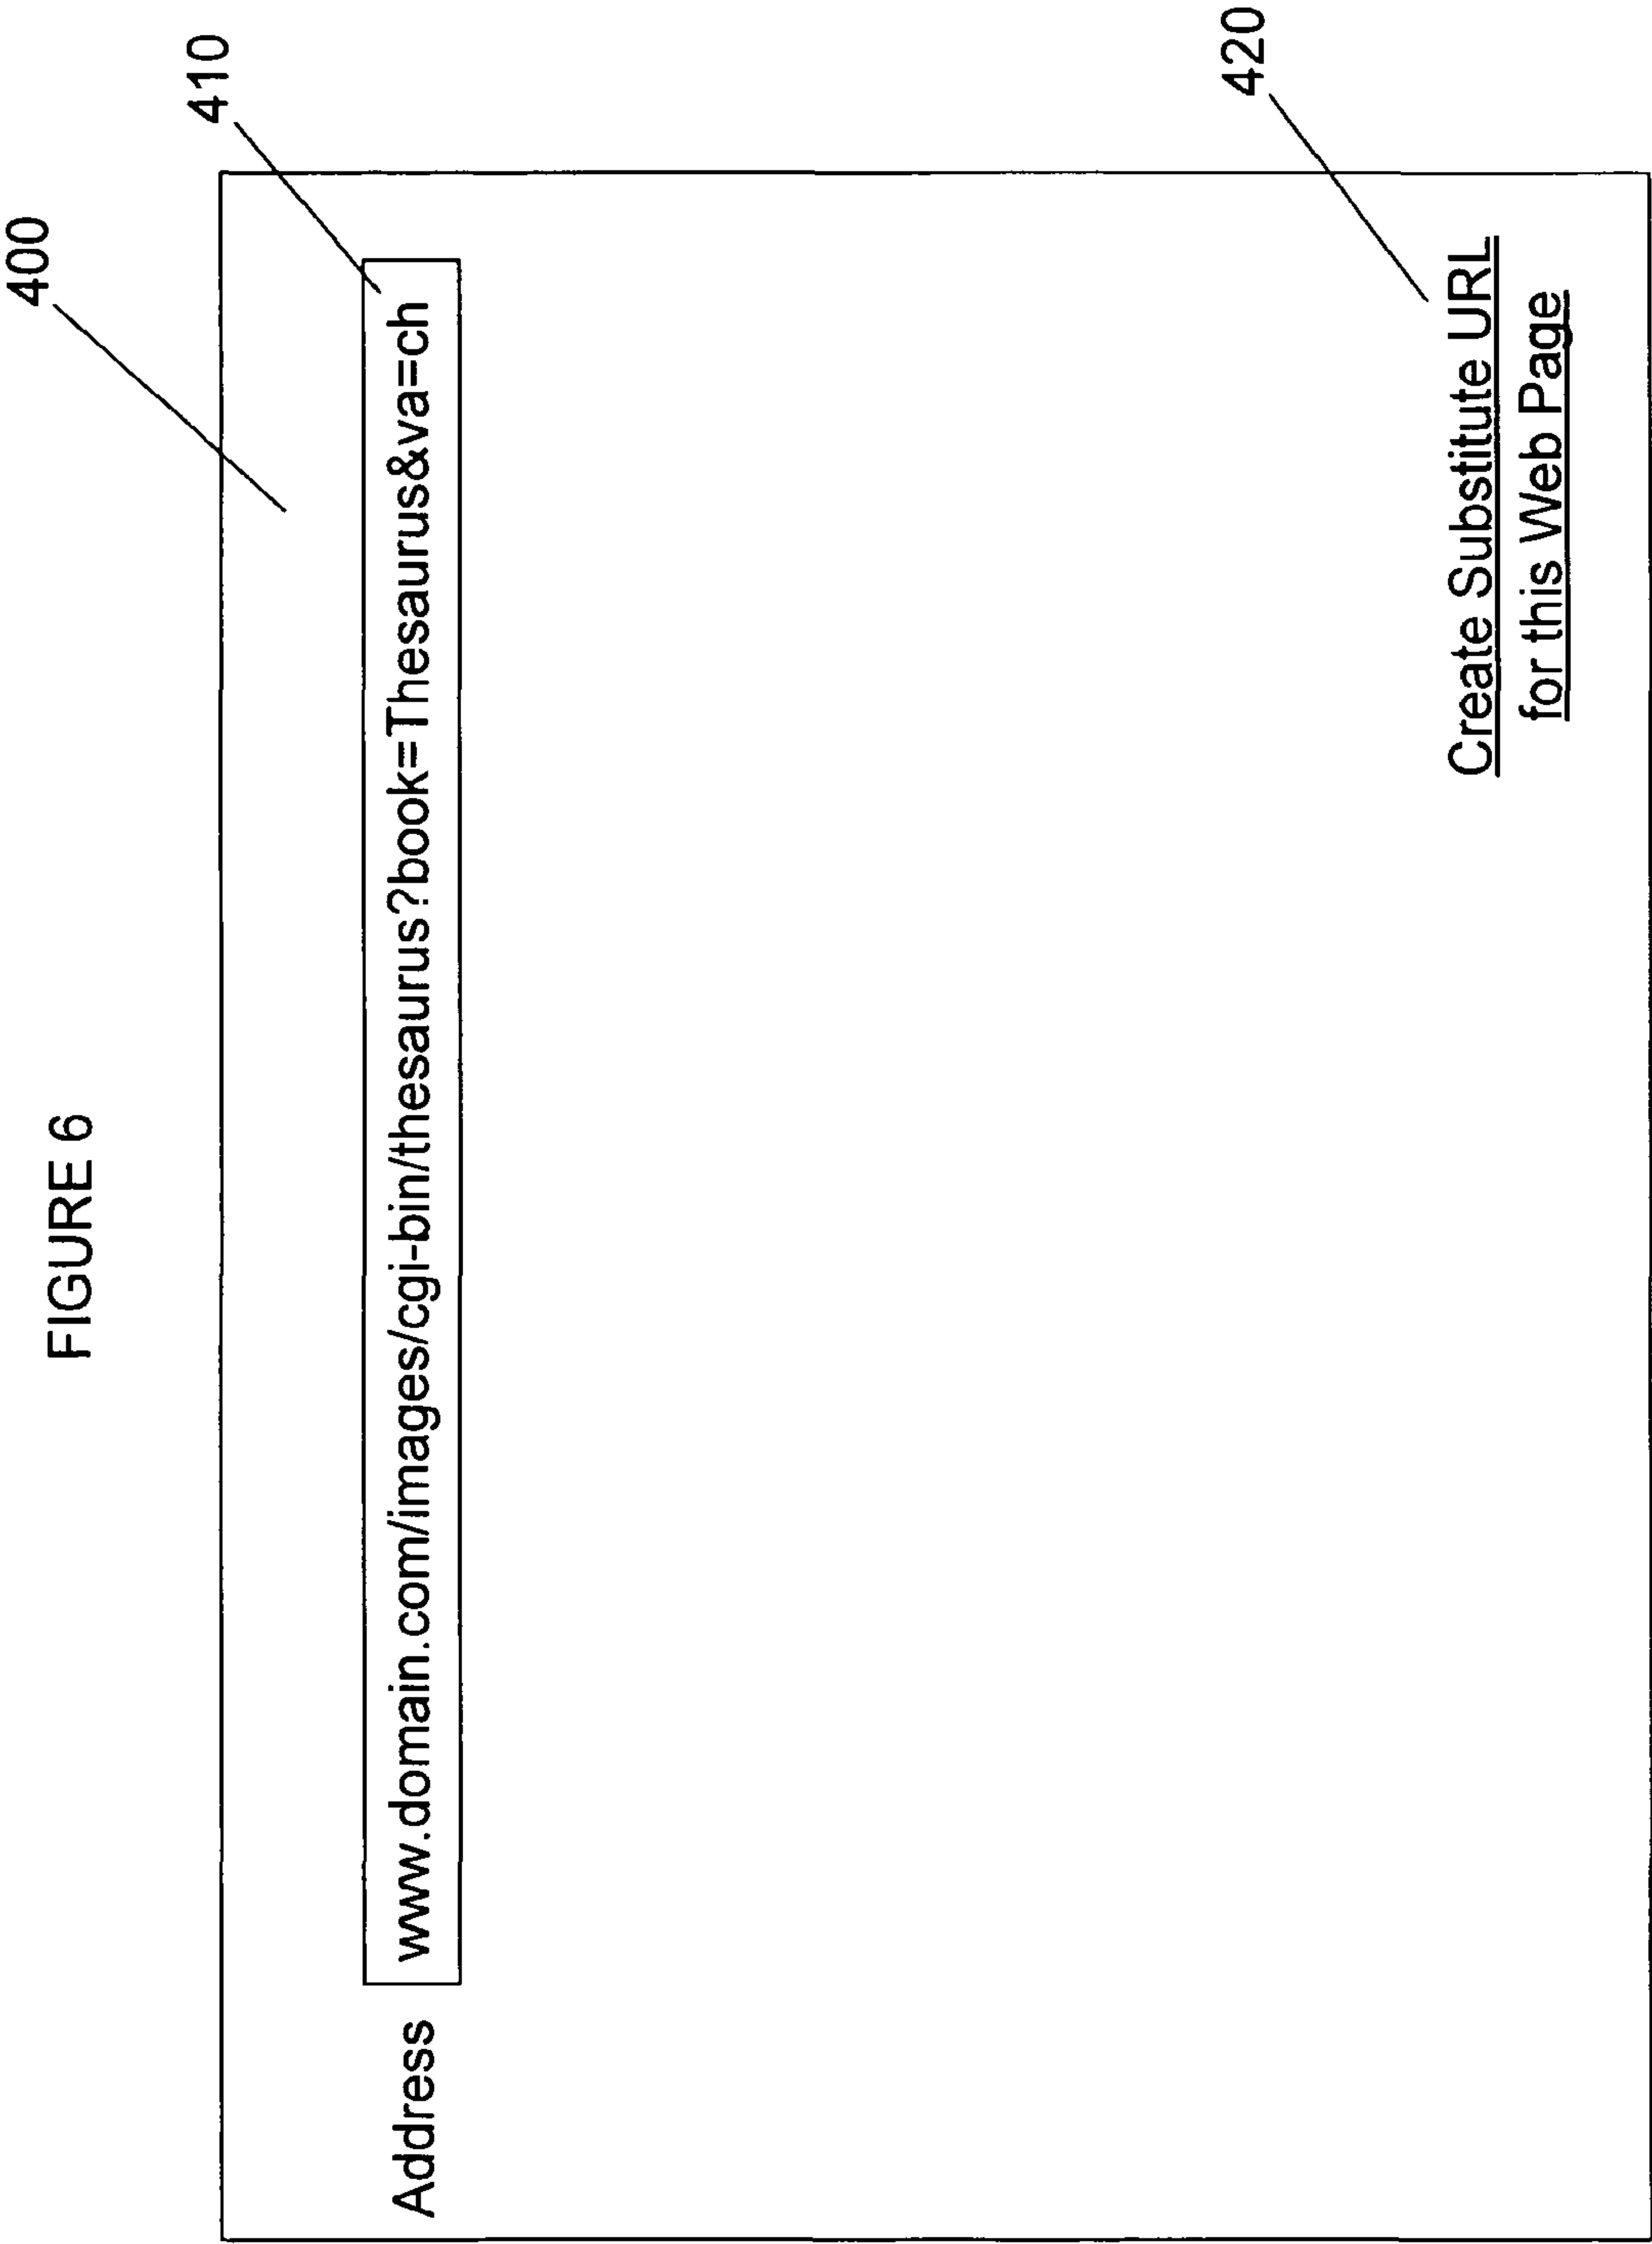 FIGURE 6
400
410
Address www.domain.com/images/cgi-bin/thesaurus?book=Thesaurus&va=ch
420
Create Substitute URL
for this Web Page